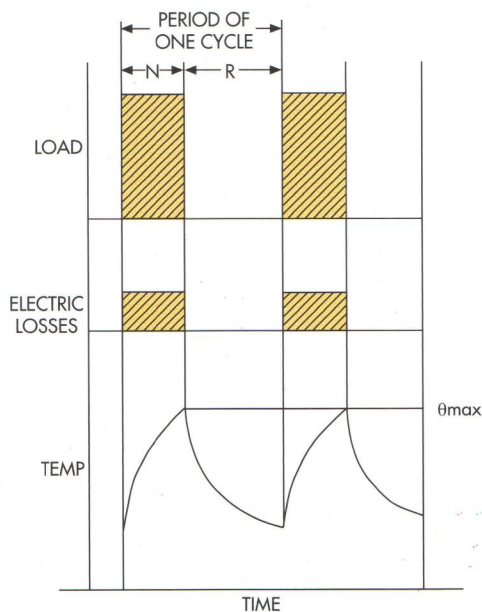 PERIOD OF
ONE CYCLE
N
R
LOAD
ELECTRIC
LOSSES
θmax
TEMP
TIME